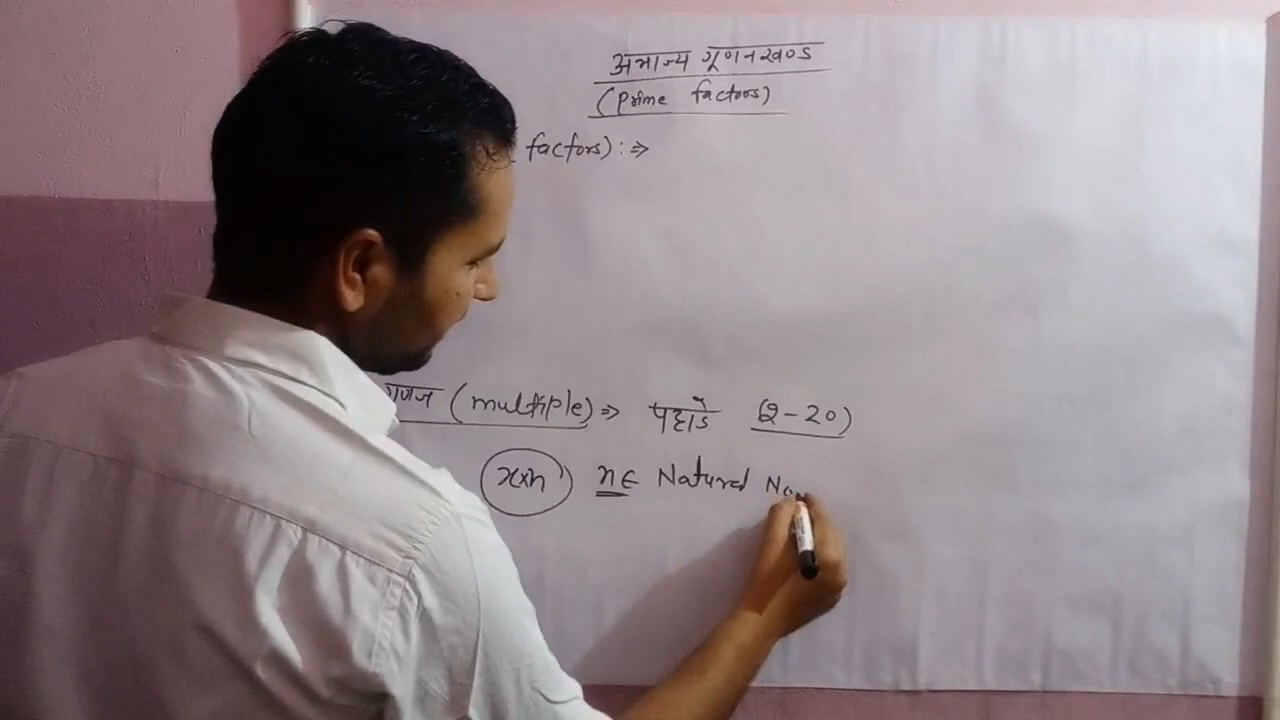 अभाज्य गुणनखण्ड
(Prime factors)
factors) : ⇒
गुणज (multiple) ⇒ पहाडे (2-20)
x×n n ∈ Natural No